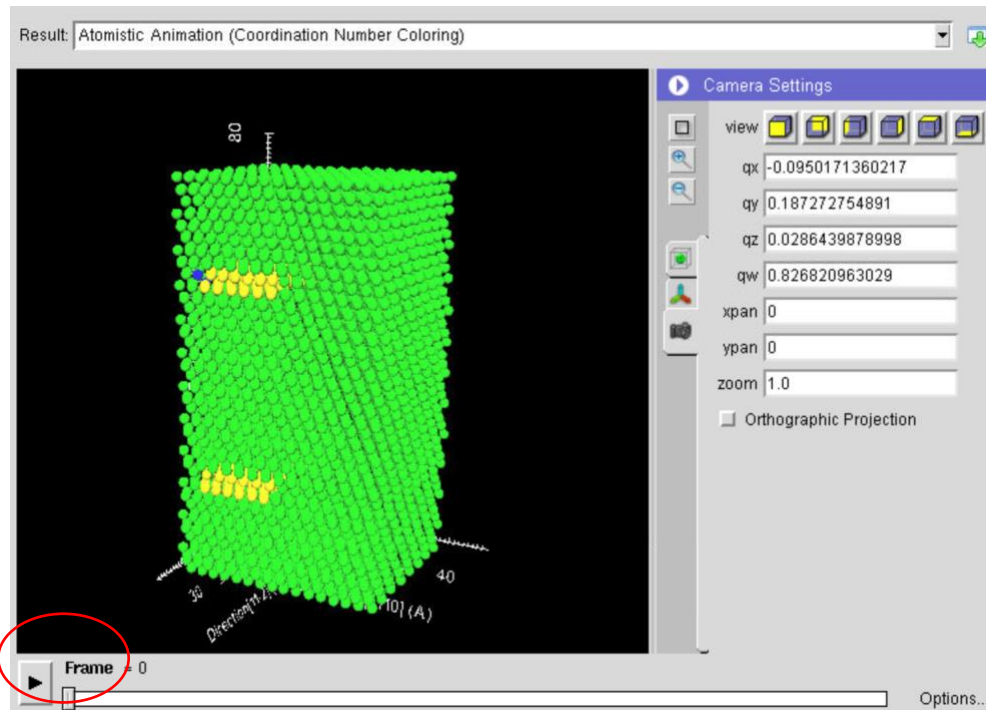 Result: Atomistic Animation (Coordination Number Coloring)
Camera Settings
view
qx -0.0950171360217
qy 0.187272754891
qz 0.0286439878998
qw 0.826820963029
xpan 0
ypan 0
zoom 1.0
Orthographic Projection
80
30
40
(A)
Frame = 0
Options...